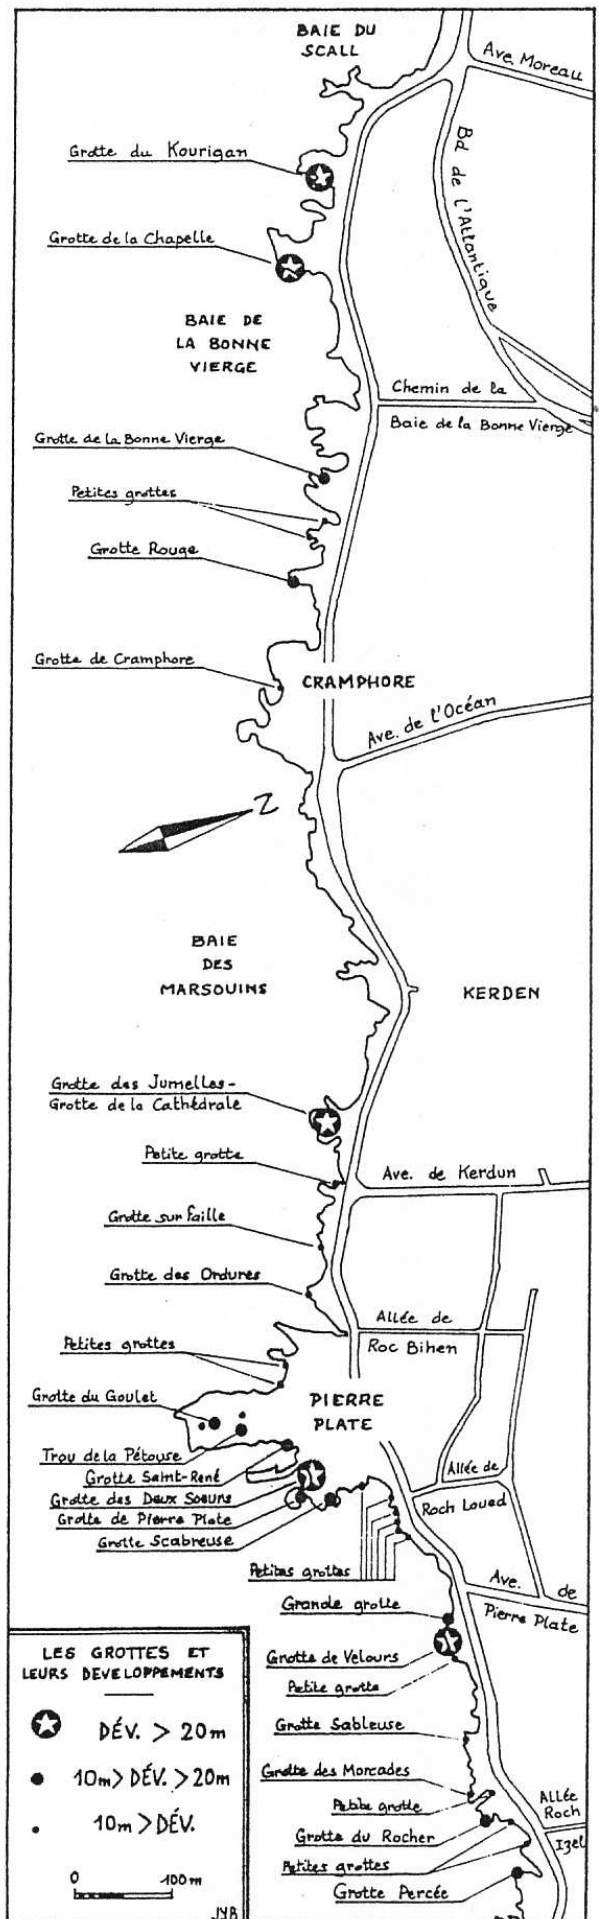 BAIE DU
SCALL
Ave. Moreau
Bd. de l'Atlantique
Grotte du Kourigan
Grotte de la Chapelle
BAIE DE
LA BONNE
VIERGE
Chemin de la
Baie de la Bonne Vierge
Grotte de la Bonne Vierge
Petites grottes
Grotte Rouge
Grotte de Cramphore
CRAMPHORE
Ave. de l'Océan
N
BAIE
DES
MARSOUINS
KERDEN
Grotte des Jumelles-
Grotte de la Cathédrale
Petite grotte
Ave. de Kerdun
Grotte sur faille
Grotte des Ordures
Allée de
Roc Bihen
Petites grottes
Grotte du Goulet
PIERRE
PLATE
Trou de la Pétouse
Grotte Saint-René
Grotte des Deux Soeurs
Grotte de Pierre Plate
Grotte Scabreuse
Allée de
Roch Loued
Petites grottes
Ave. de
Pierre Plate
Grande grotte
Grotte de Velours
Petite grotte
Grotte Sableuse
Grotte des Morcades
Petite grotte
Grotte du Rocher
Petites grottes
Grotte Percée
Allée
Roch
Izel
LES GROTTES ET
LEURS DEVELOPPEMENTS
DÉV. > 20m
10m > DÉV. > 20m
10m > DÉV.
0 100m
JYB